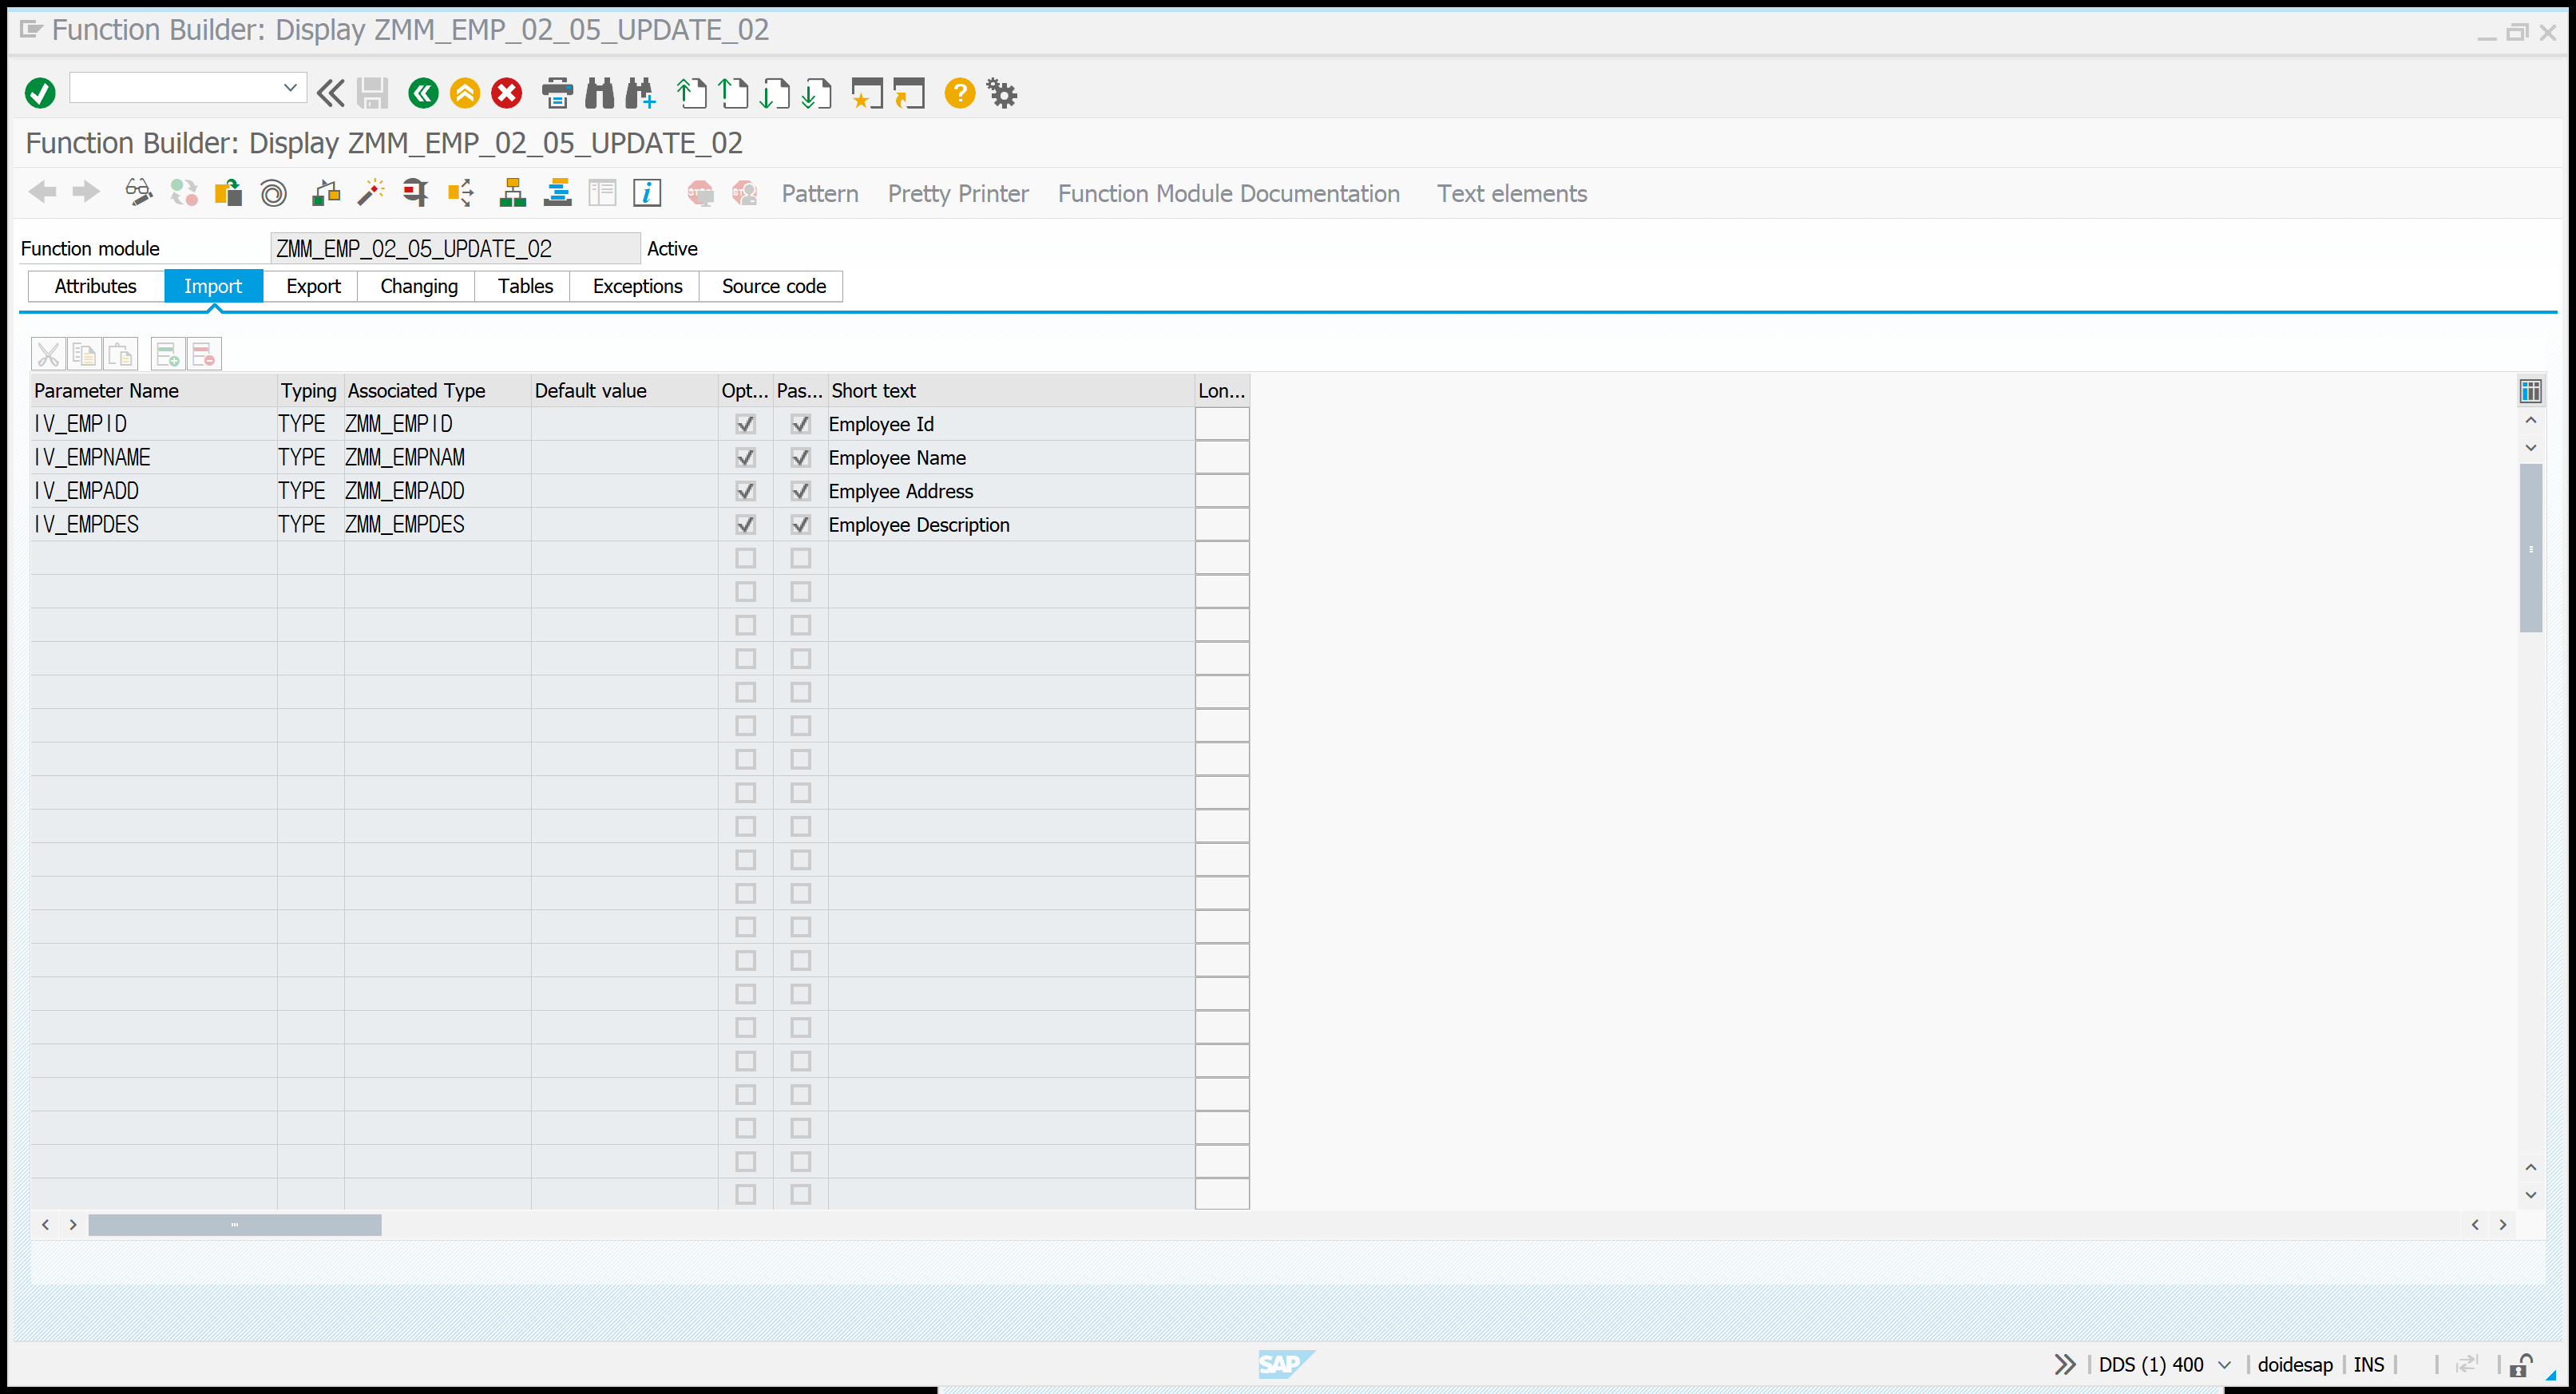 Function Builder: Display ZMM_EMP_02_05_UPDATE_02
Function Builder: Display ZMM_EMP_02_05_UPDATE_02
Pattern Pretty Printer Function Module Documentation Text elements
Function module ZMM_EMP_02_05_UPDATE_02 Active
Attributes Import Export Changing Tables Exceptions Source code
Parameter Name Typing Associated Type Default value Opt... Pas... Short text Lon...
IV_EMPID TYPE ZMM_EMPID Employee Id
IV_EMPNAME TYPE ZMM_EMPNAM Employee Name
IV_EMPADD TYPE ZMM_EMPADD Emplyee Address
IV_EMPDES TYPE ZMM_EMPDES Employee Description
SAP DDS (1) 400 doidesap INS